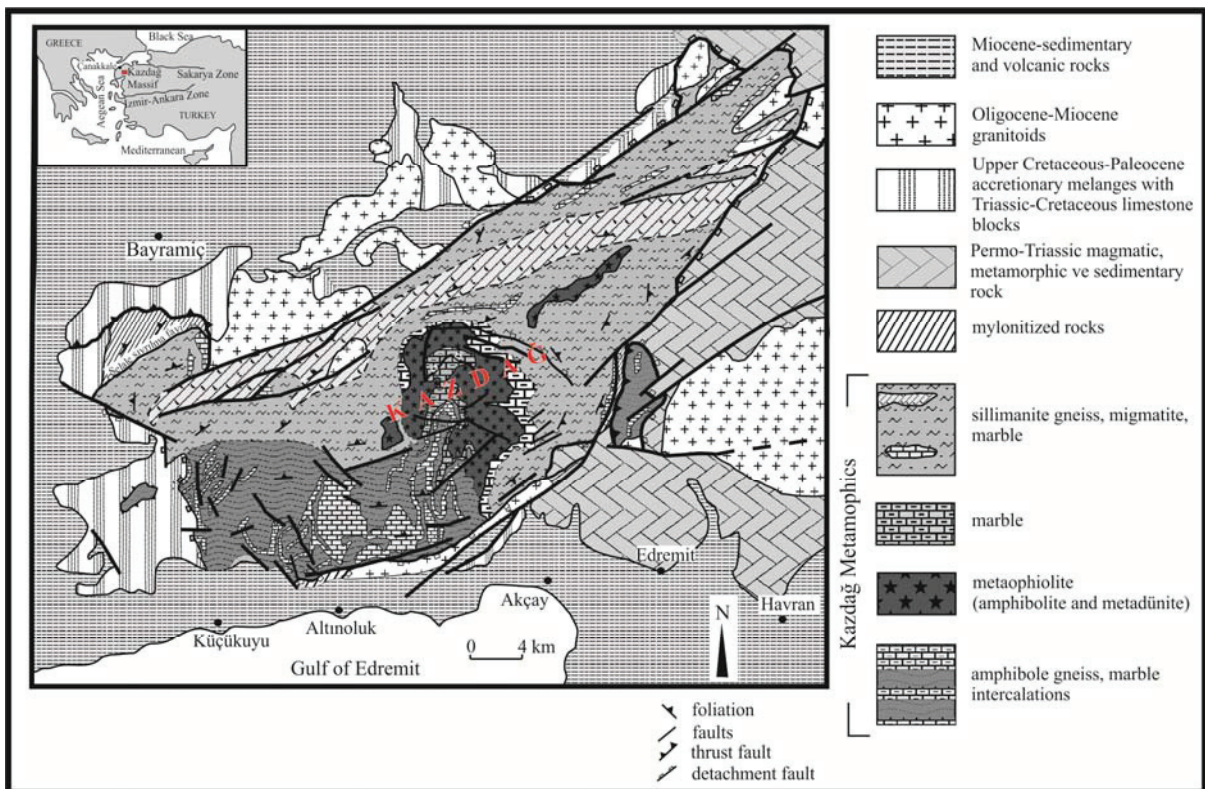 GREECE
Black Sea
Çanakkale
Kazdağ
Massif
Sakarya Zone
Aegean Sea
İzmir-Ankara Zone
TURKEY
Mediterranean
Bayramiç
KAZDAĞ
Edremit
Havran
Akçay
Altınoluk
Küçükuyu
Gulf of Edremit
0 4 km
N
foliation
faults
thrust fault
detachment fault
Miocene-sedimentary
and volcanic rocks
Oligocene-Miocene
granitoids
Upper Cretaceous-Paleocene
accretionary melanges with
Triassic-Cretaceous limestone
blocks
Permo-Triassic magmatic,
metamorphic ve sedimentary
rock
mylonitized rocks
Kazdağ Metamophics
sillimanite gneiss, migmatite,
marble
marble
metaophiolite
(amphibolite and metadünite)
amphibole gneiss, marble
intercalations